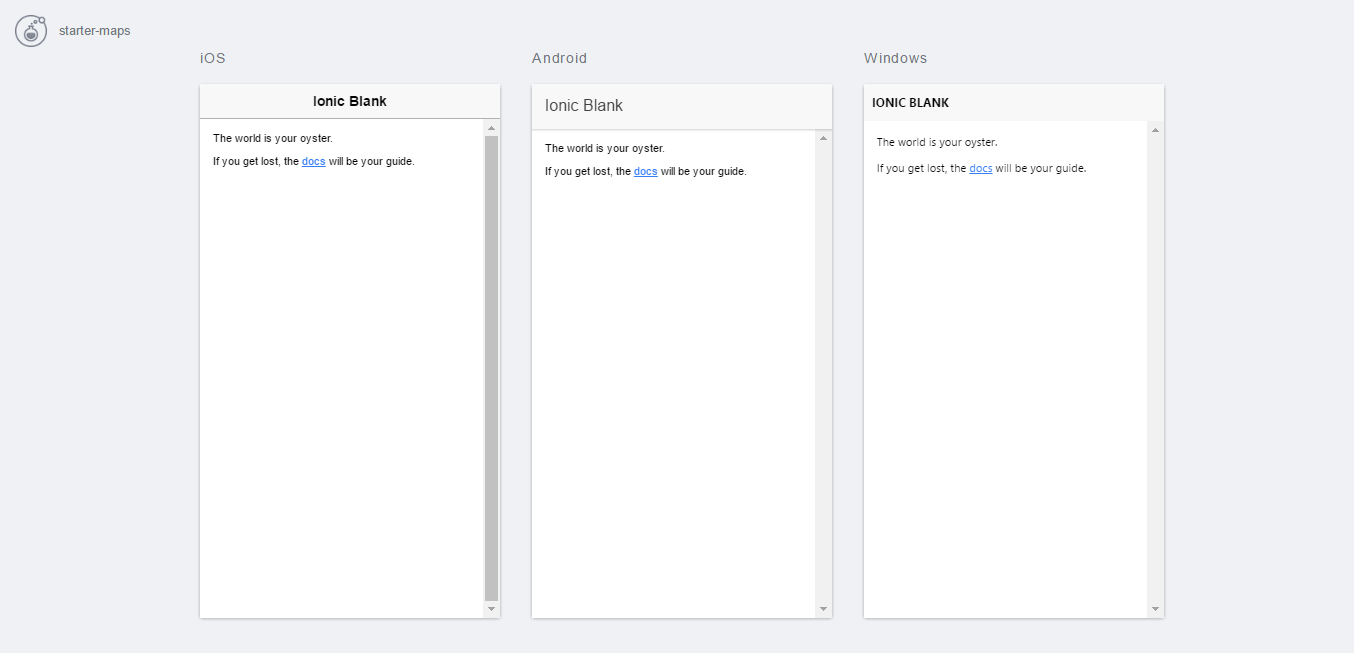 starter-maps
iOS
Ionic Blank
The world is your oyster.
If you get lost, the docs will be your guide.
Android
Ionic Blank
The world is your oyster.
If you get lost, the docs will be your guide.
Windows
IONIC BLANK
The world is your oyster.
If you get lost, the docs will be your guide.